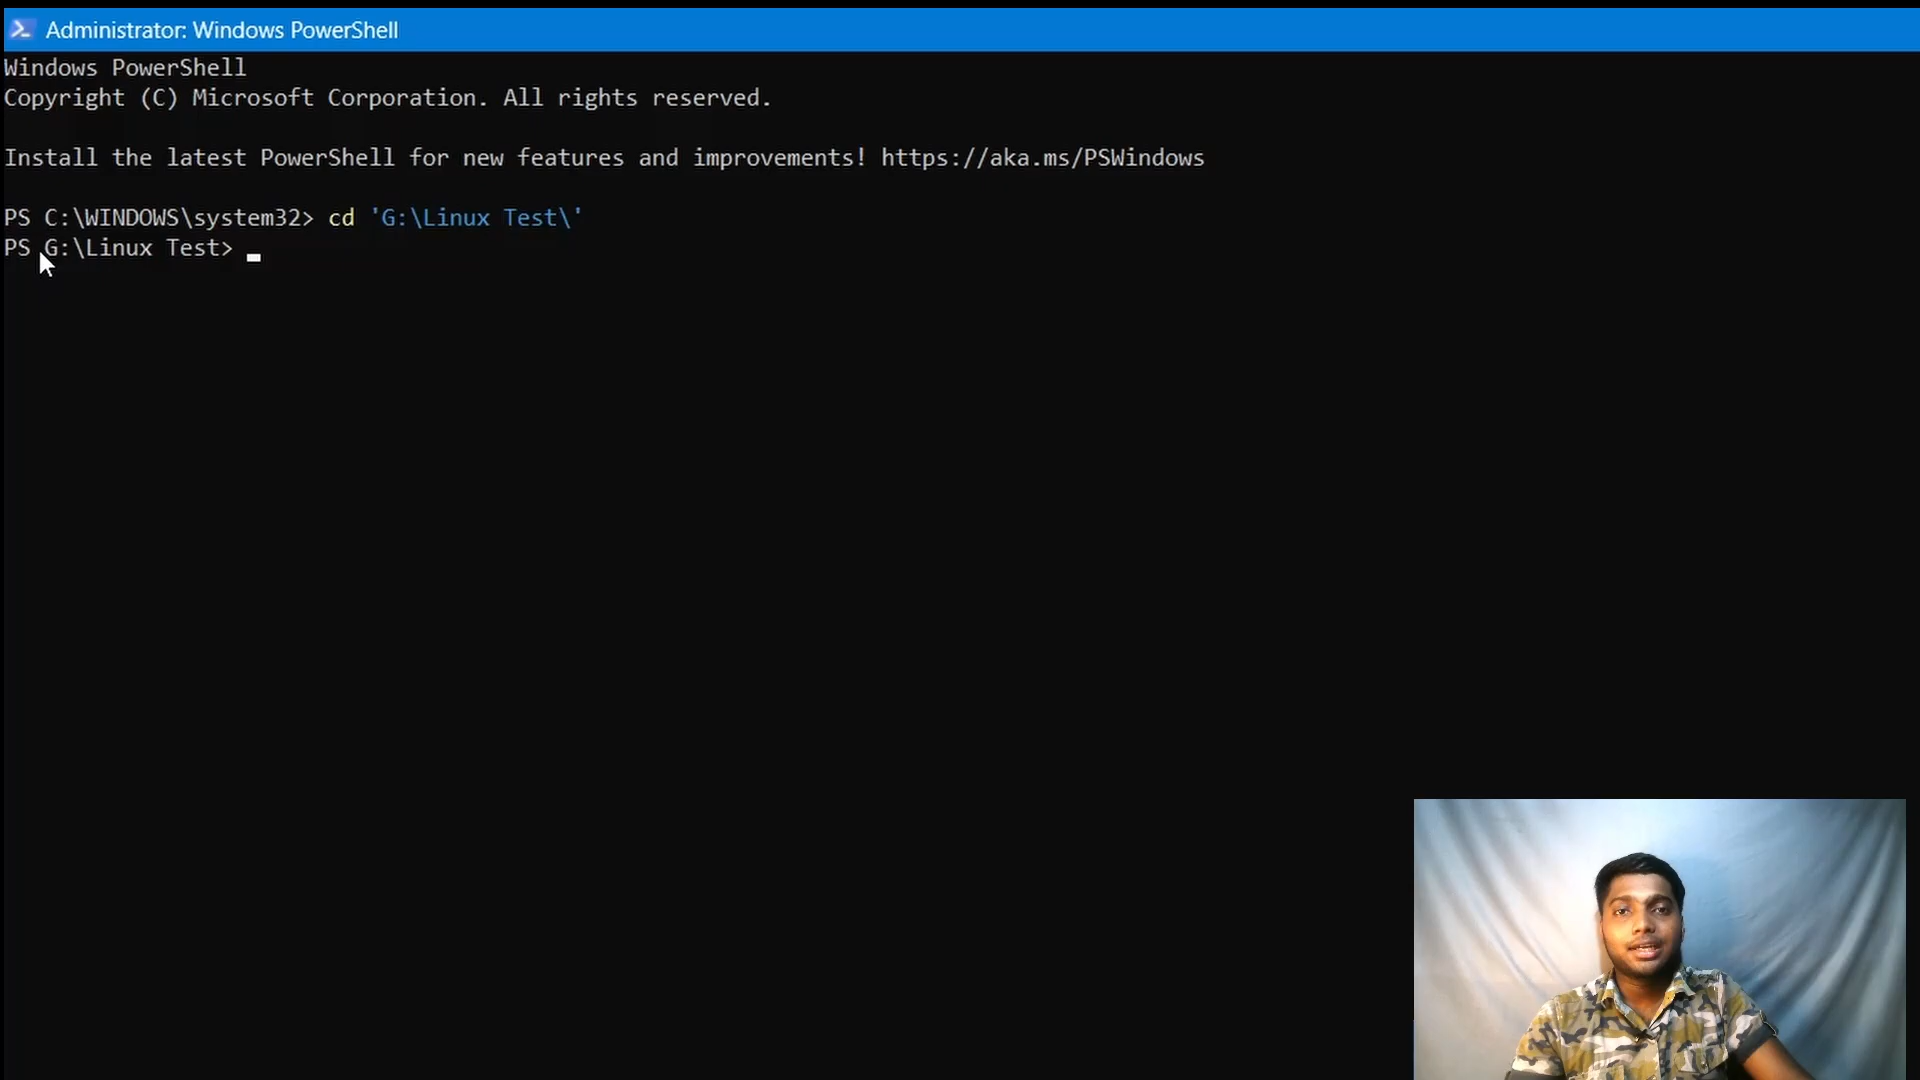 Administrator: Windows PowerShell
Windows PowerShell
Copyright (C) Microsoft Corporation. All rights reserved.
Install the latest PowerShell for new features and improvements! https://aka.ms/PSWindows
PS C:\WINDOWS\system32> cd 'G:\Linux Test\'
PS G:\Linux Test>